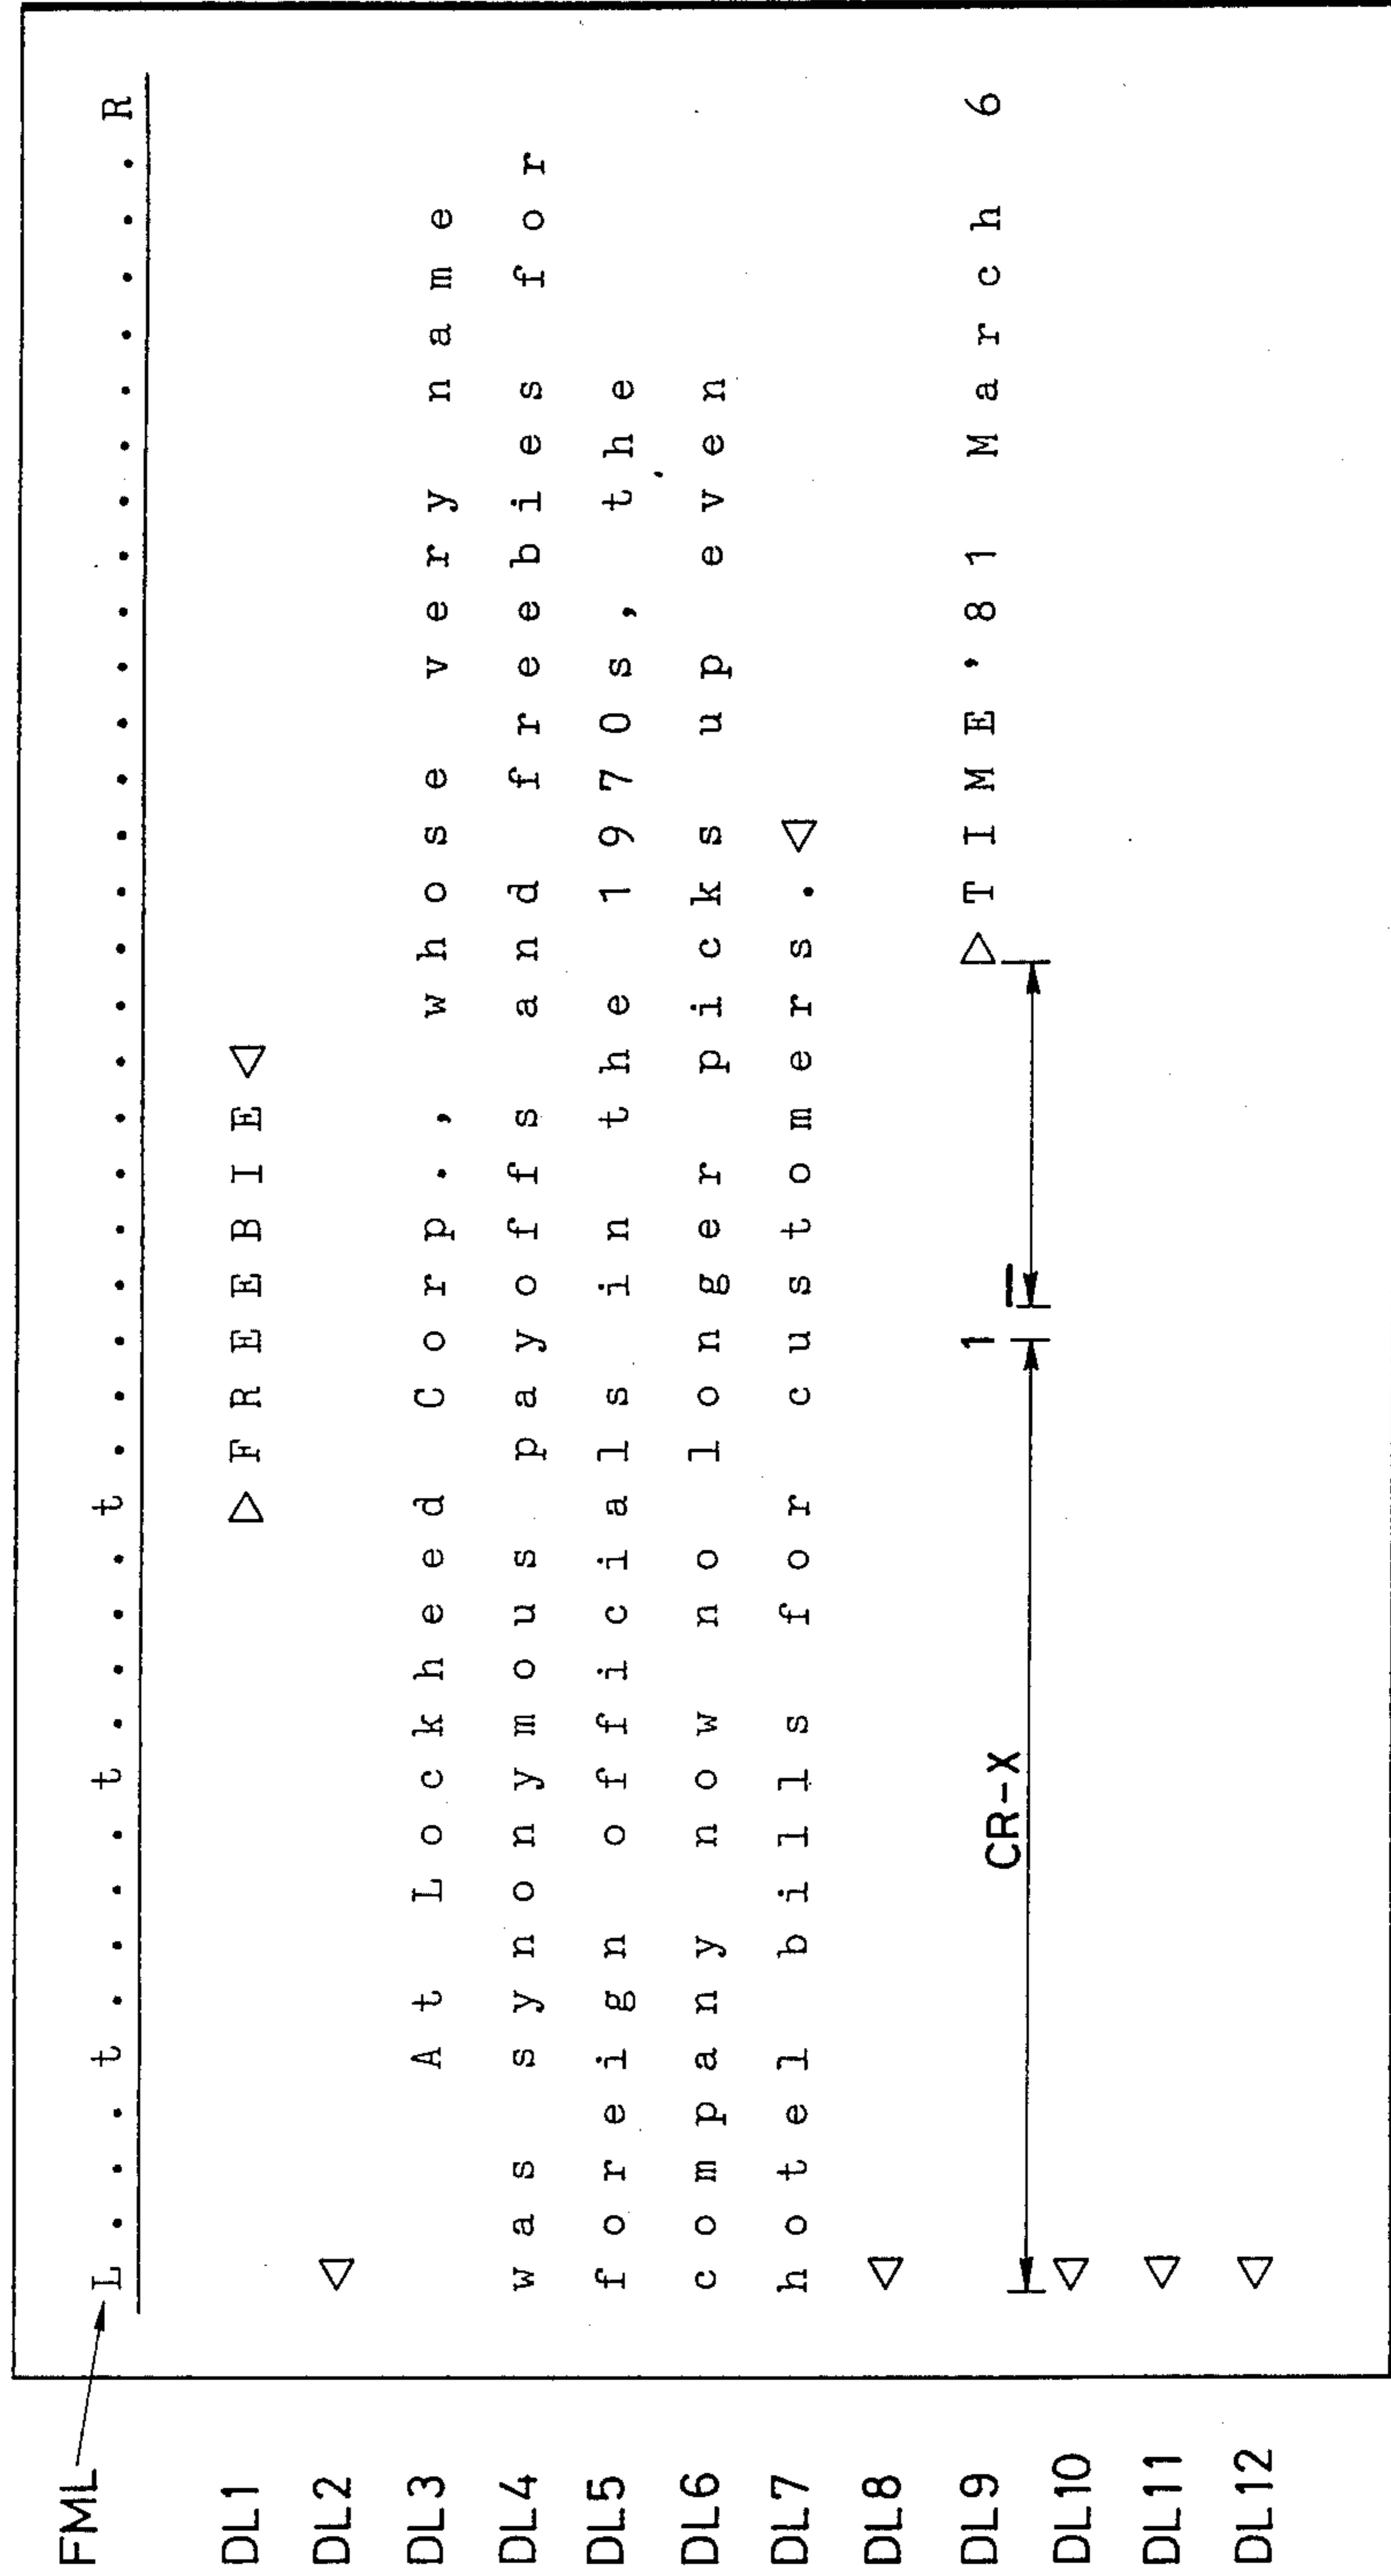 FML L...t....t....t........................R
DL1 ▽FREEBIE△
DL2 △
DL3 At Lockheed Corp., whose very name
DL4 was synonymous payoffs and freebies for
DL5 foreign officials in the 1970s, the
DL6 company now no longer picks up even
DL7 hotel bills for customers.△
DL8 △
DL9 1 _ ▽TIME'81 March 6
CR-X
DL10 △
DL11 △
DL12 △